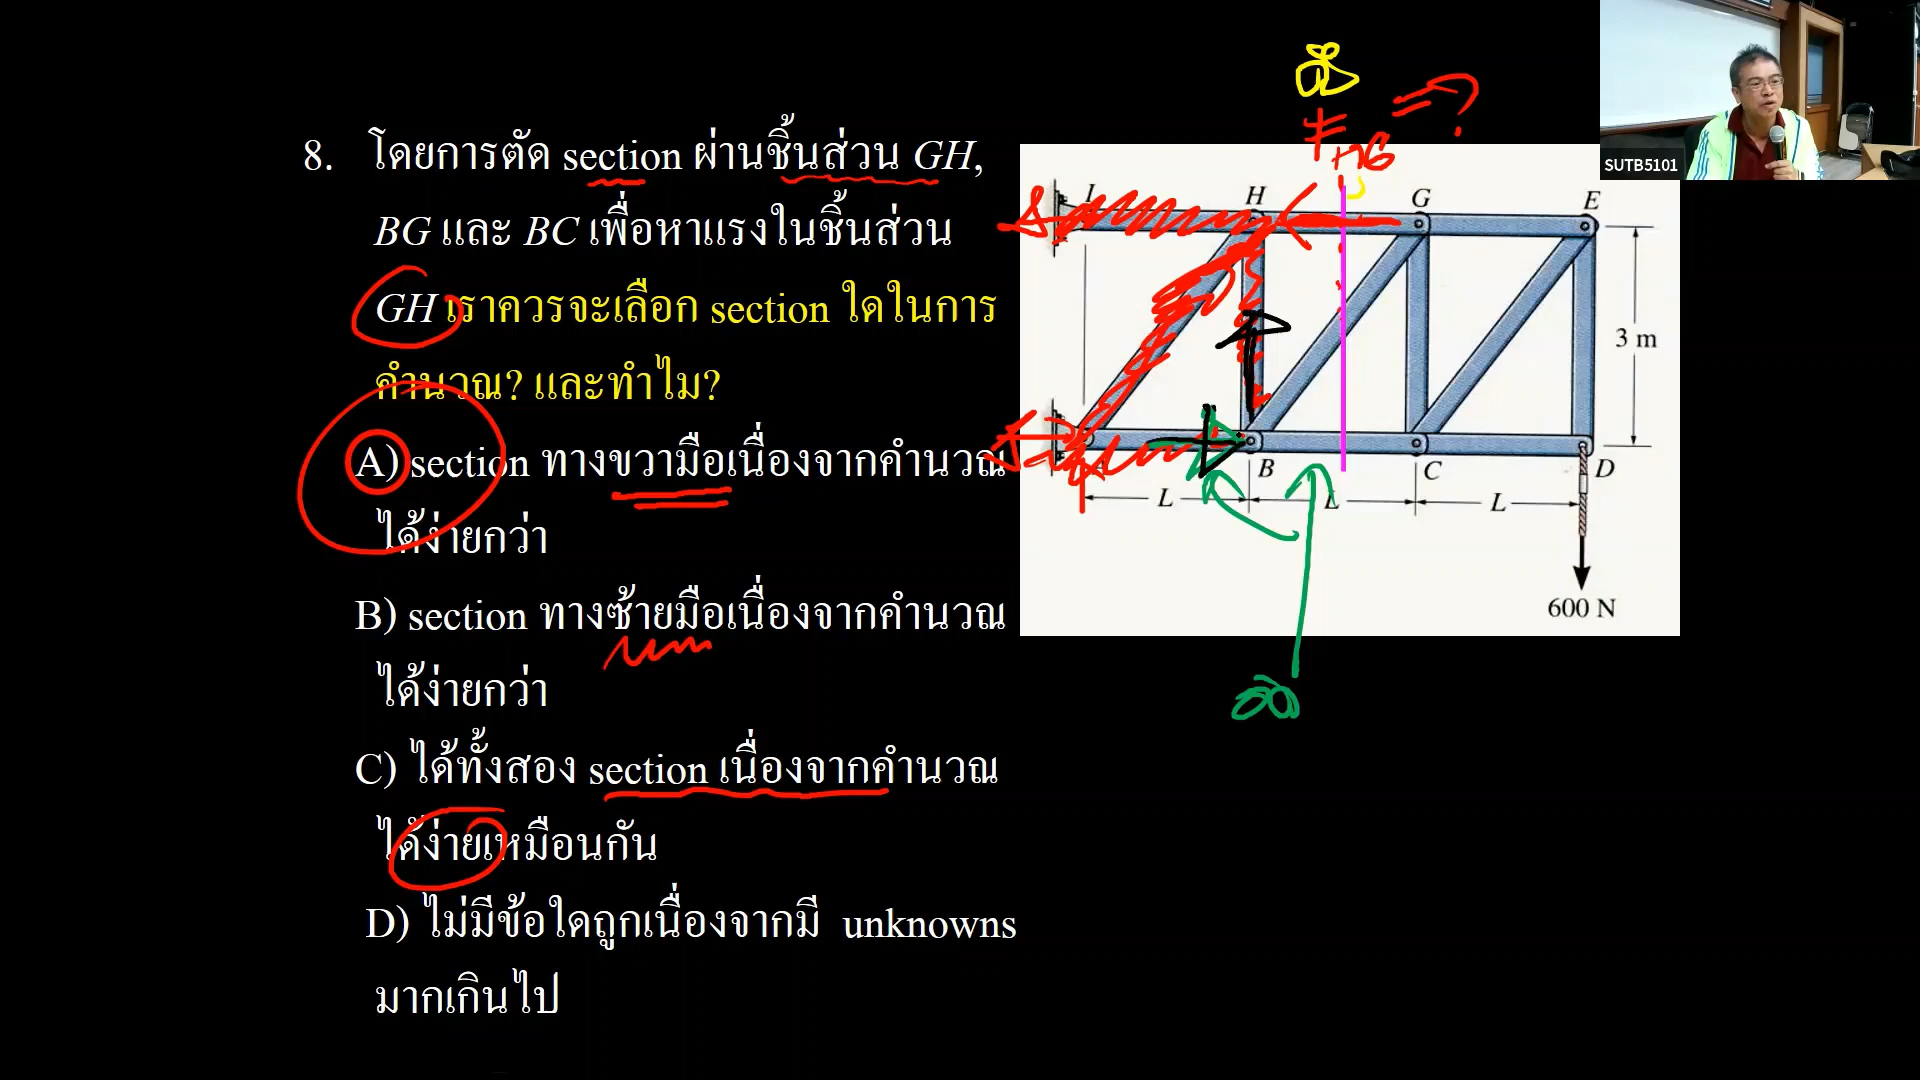 8. โดยการตัด section ผ่านชิ้นส่วน GH,
BG และ BC เพื่อหาแรงในชิ้นส่วน
GH เราควรจะเลือก section ใดในการ
คำนวณ? และทำไม?
A) section ทางขวามือเนื่องจากคำนวณ
ได้ง่ายกว่า
B) section ทางซ้ายมือเนื่องจากคำนวณ
ได้ง่ายกว่า
C) ได้ทั้งสอง section เนื่องจากคำนวณ
ได้ง่ายเหมือนกัน
D) ไม่มีข้อใดถูกเนื่องจากมี unknowns
มากเกินไป
F HG = ?
I H G E
3 m
A B C D
L L L
600 N
SUTB5101